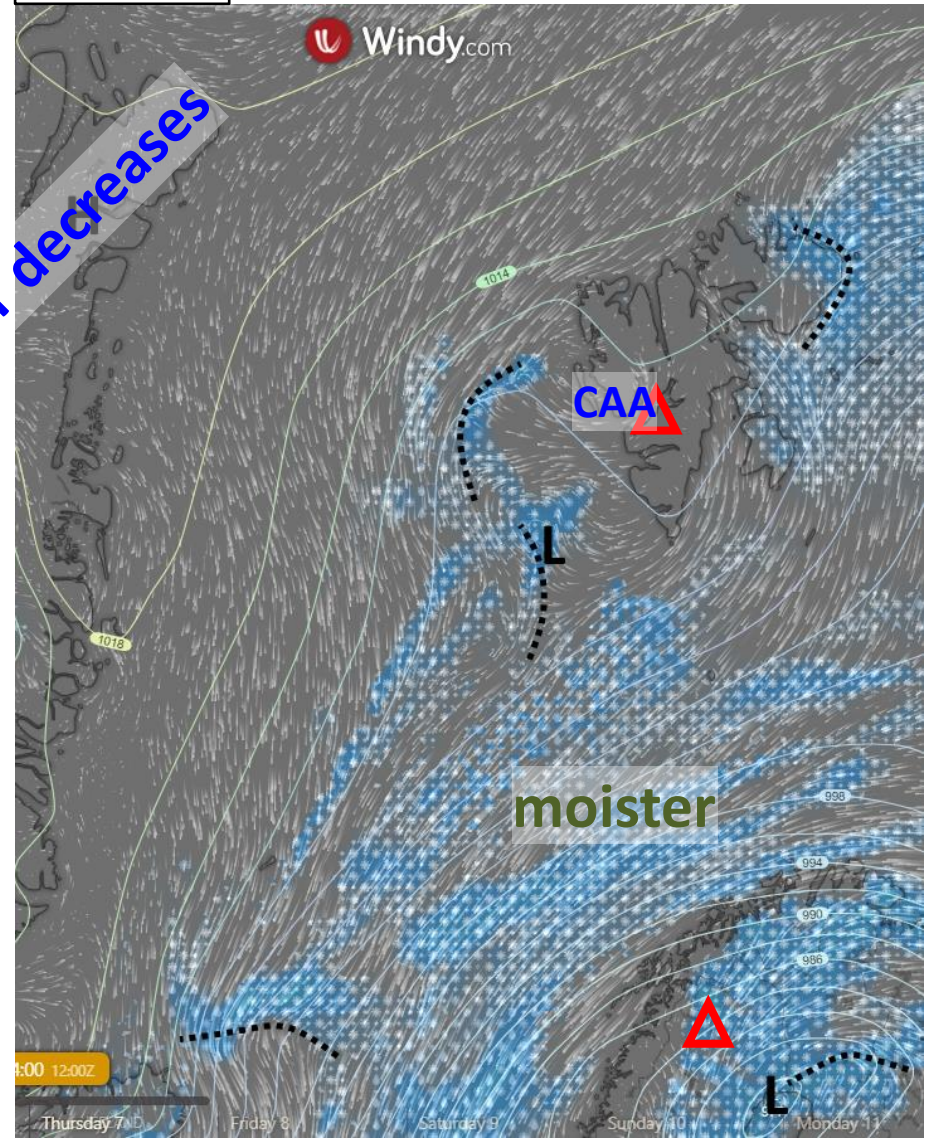 Windy.com
decreases
H
1014
L
CAA
L
1018
moister
998
994
990
986
4:00 12:00Z
L
Thursday 7
Friday 8
Saturday 9
Sunday 10
Monday 11